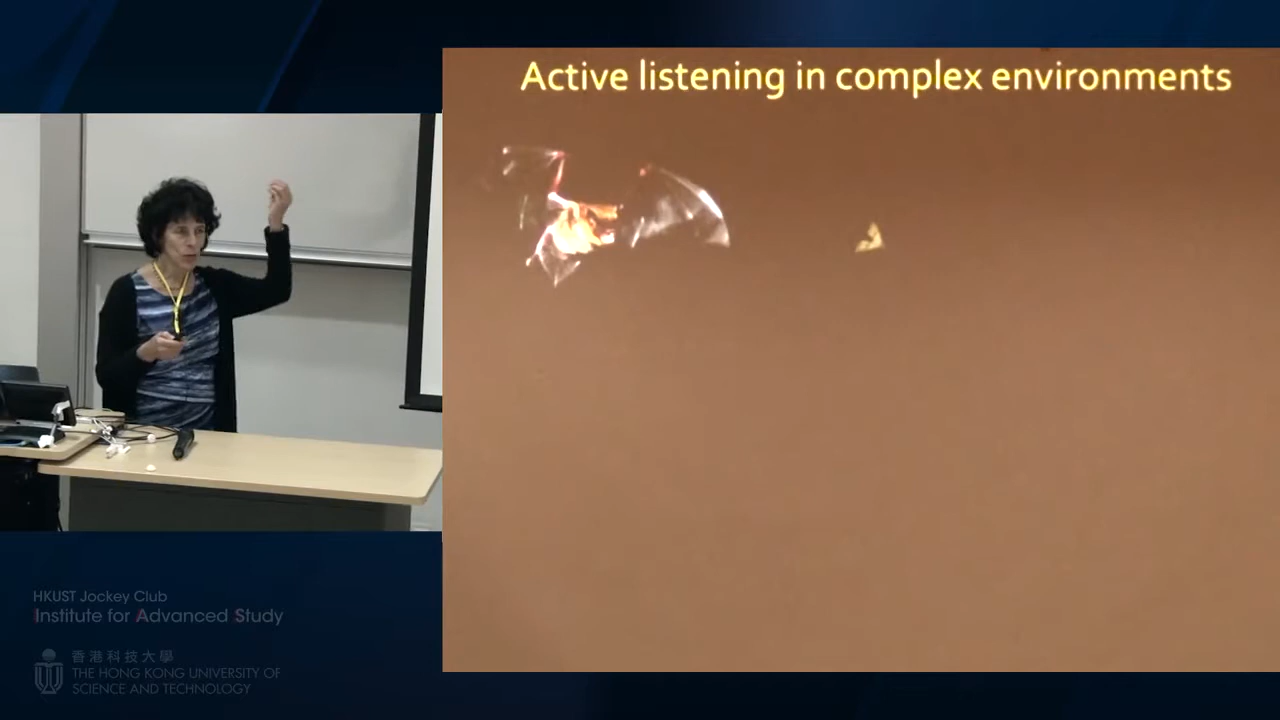 Active listening in complex environments
HKUST Jockey Club
Institute for Advanced Study
香港科技大學
THE HONG KONG UNIVERSITY OF
SCIENCE AND TECHNOLOGY